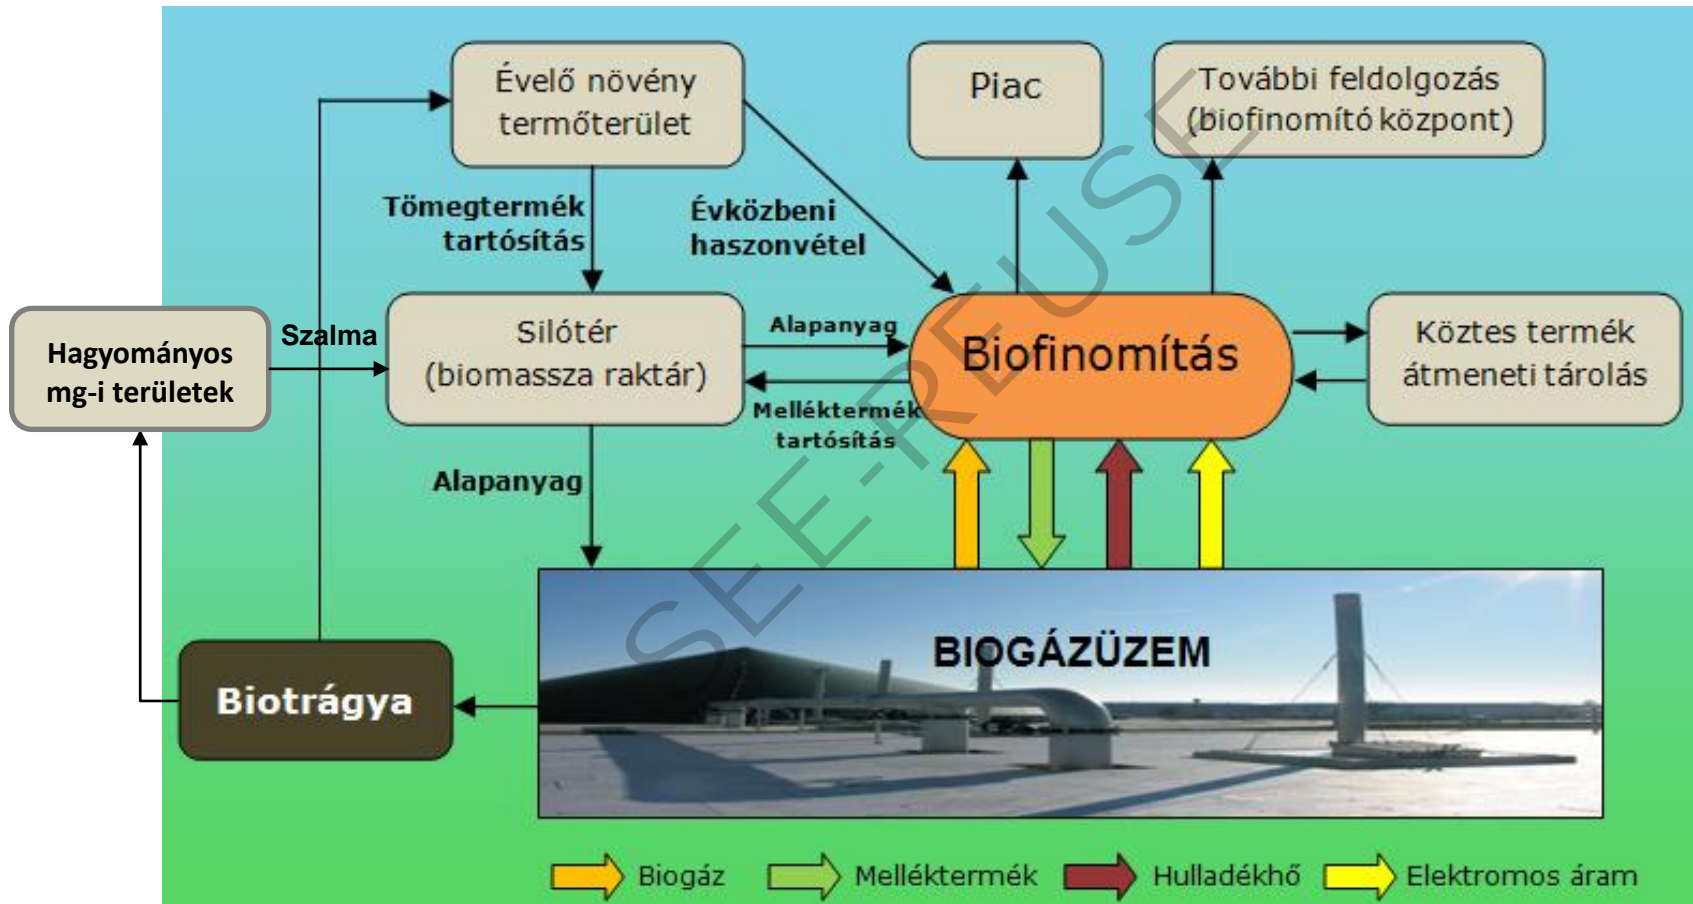 Évelő növény
termőterület
Piac
További feldolgozás
(biofinomító központ)
Tömegtermék
tartósítás
Évközbeni
haszonvétel
Hagyományos
mg-i területek
Szalma
Silótér
(biomassza raktár)
Alapanyag
Melléktermék
tartósítás
Biofinomítás
Köztes termék
átmeneti tárolás
Alapanyag
SEE-REUSE
BIOGÁZÜZEM
Biotrágya
Biogáz
Melléktermék
Hulladékhő
Elektromos áram